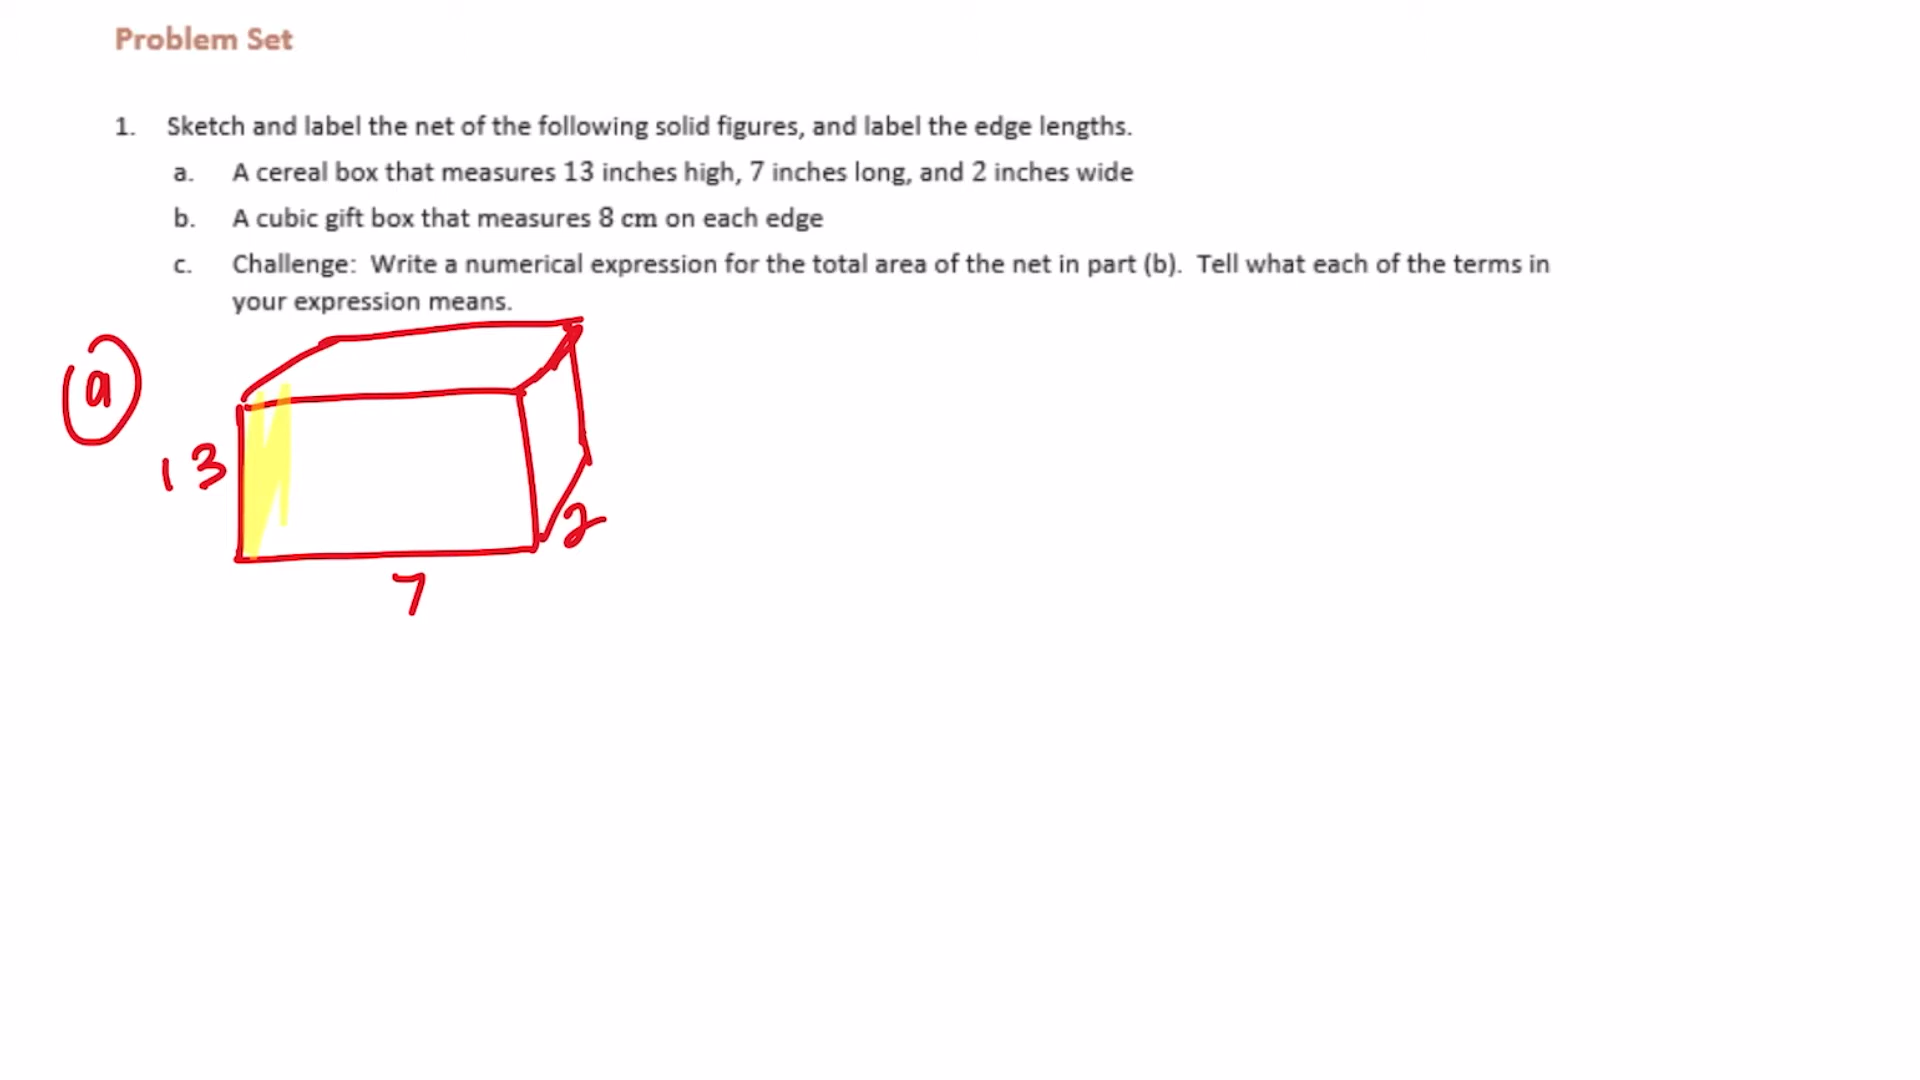 Problem Set
1. Sketch and label the net of the following solid figures, and label the edge lengths.
a. A cereal box that measures 13 inches high, 7 inches long, and 2 inches wide
b. A cubic gift box that measures 8 cm on each edge
c. Challenge: Write a numerical expression for the total area of the net in part (b). Tell what each of the terms in
your expression means.
a
13
2
7